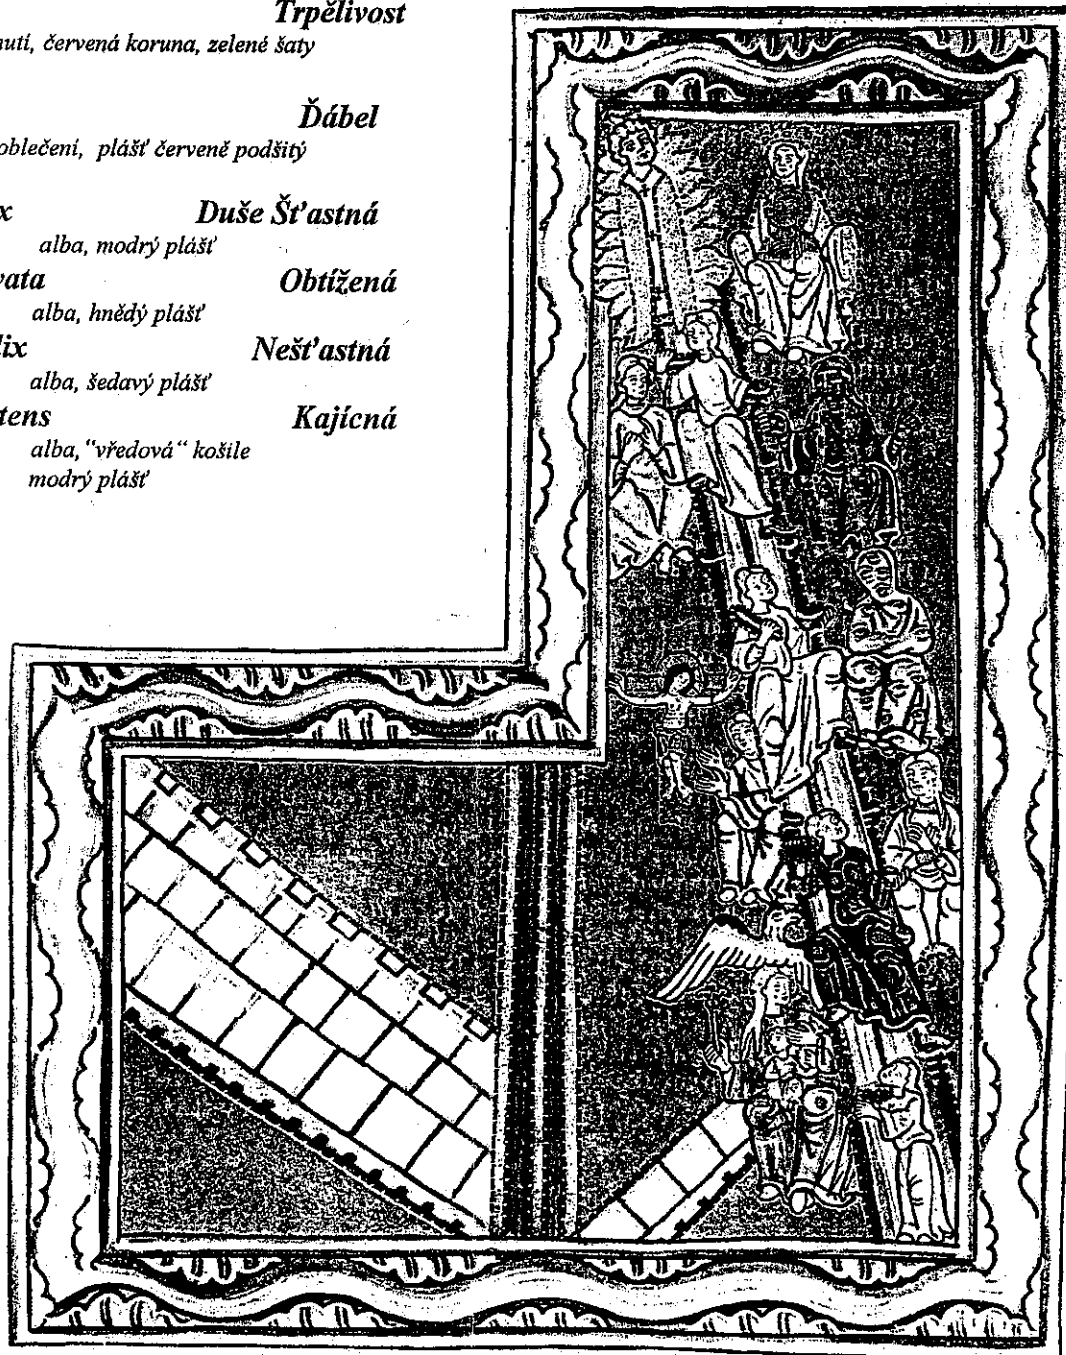 Trpělivost
nutí, červená koruna, zelené šaty
Ďábel
oblečení, plášť červeně podšitý
x Duše Šťastná
alba, modrý plášť
vata Obtížená
alba, hnědý plášť
lix Nešťastná
alba, šedavý plášť
tens Kajícná
alba, "vředová" košile
modrý plášť